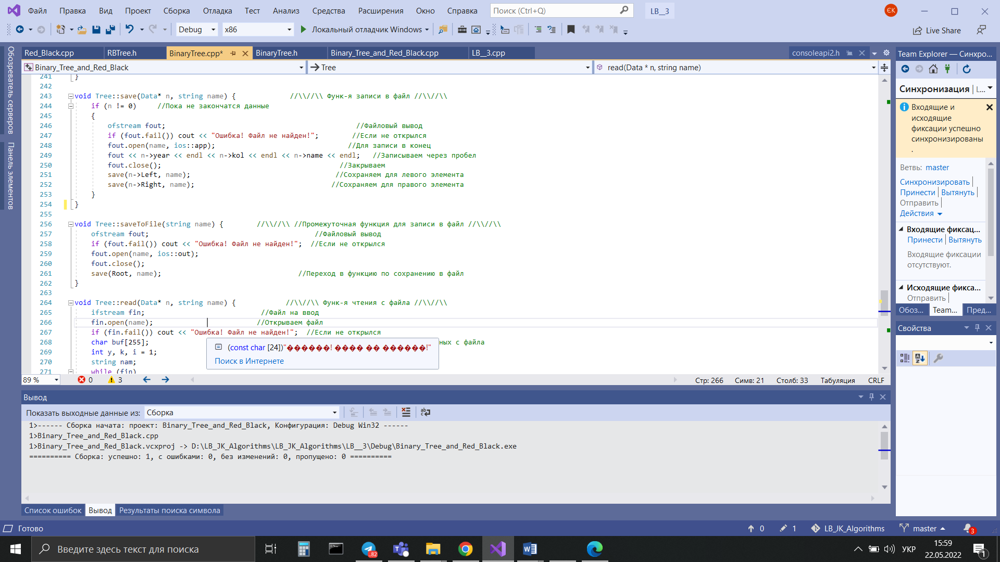 Файл Правка Вид Проект Сборка Отладка Тест Анализ Средства Расширения Окно Справка Поиск (Ctrl+Q) LB__3 ЄК
Debug x86 Локальный отладчик Windows Live Share
Обозреватель серверов
Панель элементов
Red_Black.cpp RBTree.h BinaryTree.cpp* BinaryTree.h Binary_Tree_and_Red_Black.cpp LB__3.cpp consoleapi2.h
Binary_Tree_and_Red_Black Tree read(Data * n, string name)
241 }
242
243 void Tree::save(Data* n, string name) { //\\//\\ Функ-я записи в файл //\\//\\
244 if (n != 0) //Пока не закончатся данные
245 {
246 ofstream fout; //Файловый вывод
247 if (fout.fail()) cout << "Ошибка! Файл не найден!"; //Если не открылся
248 fout.open(name, ios::app); //Для записи в конец
249 fout << n->year << endl << n->kol << endl << n->name << endl; //Записываем через пробел
250 fout.close(); //Закрываем
251 save(n->Left, name); //Сохраняем для левого элемента
252 save(n->Right, name); //Сохраняем для правого элемента
253 }
254 }
255
256 void Tree::saveToFile(string name) { //\\//\\ //Промежуточная функция для записи в файл //\\//\\
257 ofstream fout; //Файловый вывод
258 if (fout.fail()) cout << "Ошибка! Файл не найден!"; //Если не открылся
259 fout.open(name, ios::out);
260 fout.close();
261 save(Root, name); //Переход в функцию по сохранению в файл
262 }
263
264 void Tree::read(Data* n, string name) { //\\//\\ Функ-я чтения с файла //\\//\\
265 ifstream fin; //Файл на ввод
266 fin.open(name); //Открываем файл
267 if (fin.fail()) cout << "Ошибка! Файл не найден!"; //Если не открылся
268 char buf[255]; ных с файла
269 int y, k, i = 1;
270 string nam;
271 while (fin)
(const char [24])"������! ���� �� ������!"
Поиск в Интернете
89 % 0 3 Стр: 266 Симв: 21 Столб: 33 Табуляция CRLF
Вывод
Показать выходные данные из: Сборка
1>------ Сборка начата: проект: Binary_Tree_and_Red_Black, Конфигурация: Debug Win32 ------
1>Binary_Tree_and_Red_Black.cpp
1>Binary_Tree_and_Red_Black.vcxproj -> D:\LB_JK_Algorithms\LB_JK_Algorithms\LB__3\Debug\Binary_Tree_and_Red_Black.exe
========== Сборка: успешно: 1, с ошибками: 0, без изменений: 0, пропущено: 0 ==========
Список ошибок Вывод Результаты поиска символа
Team Explorer — Синхро...
Синхронизация | L...
Входящие и
исходящие
фиксации успешно
синхронизированы
.
Ветвь: master
Синхронизировать
Принести Вытянуть
Отправить
Действия
Входящие фиксац...
Принести Вытянуть
Входящие фиксации
отсутствуют.
Исходящие фикса...
Отправить
Обоз... Team... Пред...
Свойства
Готово 0 1 LB_JK_Algorithms master 3
Введите здесь текст для поиска ..82 УКР 15:59
22.05.2022 1